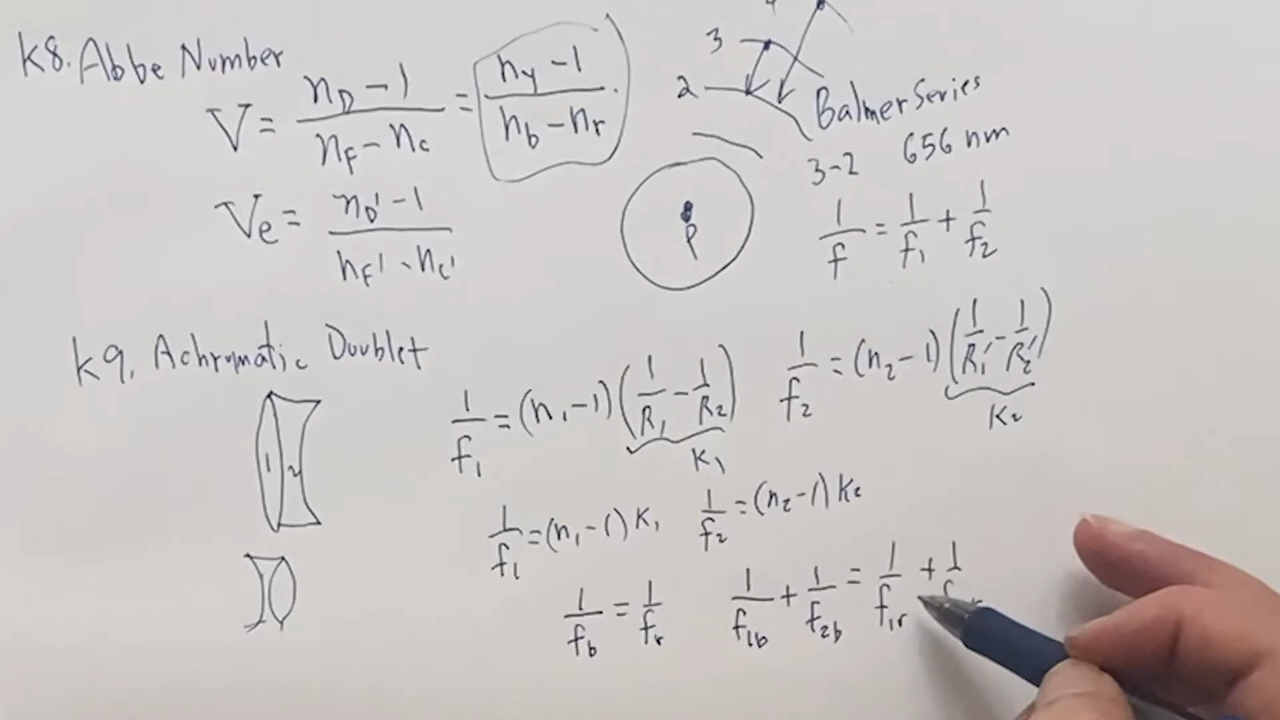 K8. Abbe Number
V = (n_D - 1)/(n_F - n_c) = (n_y - 1)/(n_b - n_r).
V_e = (n_D' - 1)/(n_F' - n_c')
3
2
Balmer Series
3-2 656 nm
P
1/f = 1/f_1 + 1/f_2
K9. Achrymatic Doublet
1 2
1/f_1 = (n_1 - 1)(1/R_1 - 1/R_2) 1/f_2 = (n_2 - 1)(1/R_1' - 1/R_2')
K_1 K_2
1/f_1 = (n_1 - 1) K_1 1/f_2 = (n_2 - 1) K_2
1/f_b = 1/f_r 1/f_1b + 1/f_2b = 1/f_1r + 1/f